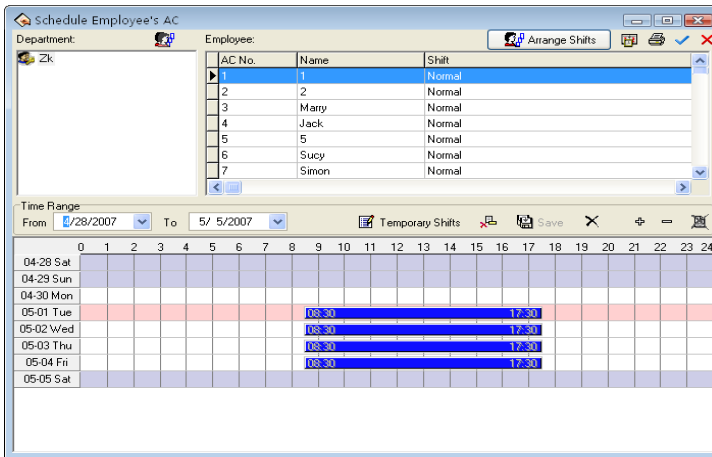 Schedule Employee's AC
Department: Employee: Arrange Shifts
Zk
AC No. Name Shift
1 1 Normal
2 2 Normal
3 Marry Normal
4 Jack Normal
5 5 Normal
6 Sucy Normal
7 Simon Normal
Time Range
From 4/28/2007 To 5/ 5/2007 Temporary Shifts Save
0 1 2 3 4 5 6 7 8 9 10 11 12 13 14 15 16 17 18 19 20 21 22 23 24
04-28 Sat
04-29 Sun
04-30 Mon
05-01 Tue 08:30 17:30
05-02 Wed 08:30 17:30
05-03 Thu 08:30 17:30
05-04 Fri 08:30 17:30
05-05 Sat